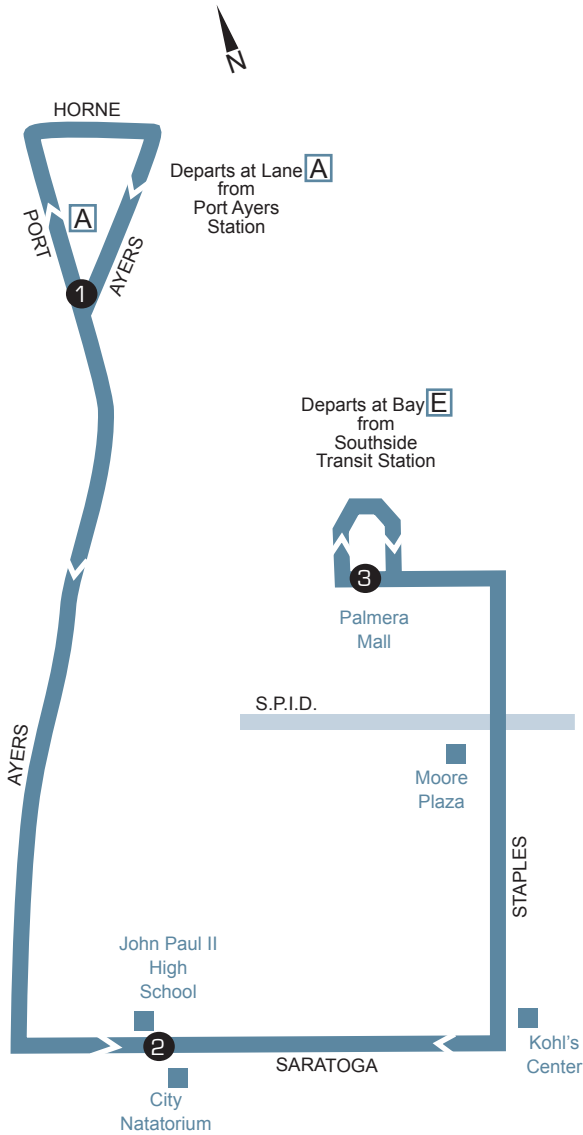 N
HORNE
Departs at Lane A
from
Port Ayers
Station
A
PORT
AYERS
1
Departs at Bay E
from
Southside
Transit Station
3
Palmera
Mall
S.P.I.D.
Moore
Plaza
AYERS
STAPLES
John Paul II
High
School
2
SARATOGA
Kohl's
Center
City
Natatorium